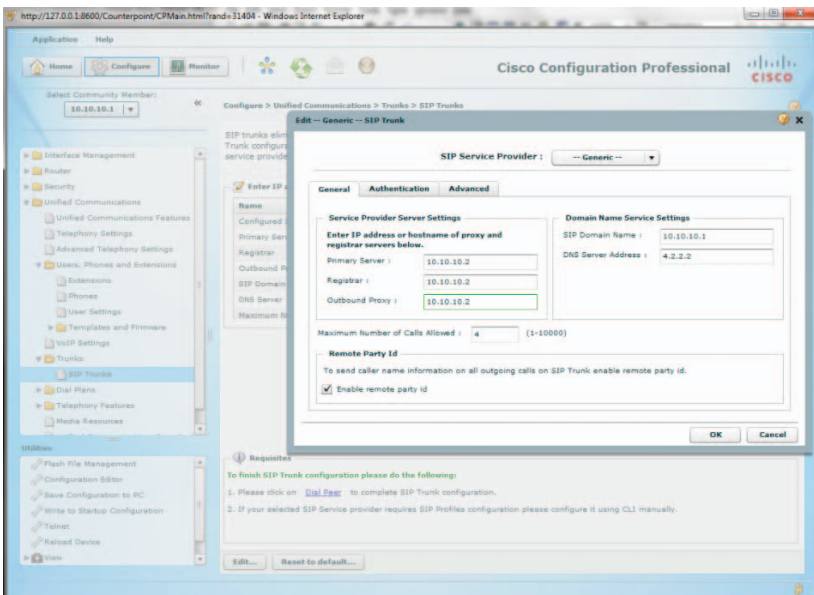 http://127.0.0.1:8600/Counterpoint/CPMain.html?rand=31404 - Windows Internet Explorer
Application Help
Home Configure Monitor
Cisco Configuration Professional
CISCO
Select Community Member:
10.10.10.1
Configure > Unified Communications > Trunks > SIP Trunks
Interface Management
Router
Security
Unified Communications
Unified Communications Features
Telephony Settings
Advanced Telephony Settings
Users, Phones and Extensions
Extensions
Phones
User Settings
Templates and Firmware
VoIP Settings
Trunks
SIP Trunks
Dial Plans
Telephony Features
Media Resources
Utilities
Flash File Management
Configuration Editor
Save Configuration to PC
Write to Startup Configuration
Telnet
Reload Device
View
SIP trunks elim
Trunk configura
service provide
Enter IP
Name
Configured
Primary Ser
Registrar
Outbound P
SIP Domain
DNS Server
Maximum N
Edit -- Generic -- SIP Trunk
SIP Service Provider : -- Generic --
General Authentication Advanced
Service Provider Server Settings
Enter IP address or hostname of proxy and
registrar servers below.
Primary Server : 10.10.10.2
Registrar : 10.10.10.2
Outbound Proxy : 10.10.10.2
Domain Name Service Settings
SIP Domain Name : 10.10.10.1
DNS Server Address : 4.2.2.2
Maximum Number of Calls Allowed : 4 (1-10000)
Remote Party Id
To send caller name information on all outgoing calls on SIP Trunk enable remote party id.
Enable remote party id
OK Cancel
Requisites
To finish SIP Trunk configuration please do the following:
1. Please click on Dial Peer to complete SIP Trunk configuration.
2. If your selected SIP Service provider requires SIP Profiles configuration please configure it using CLI manually.
Edit... Reset to default...